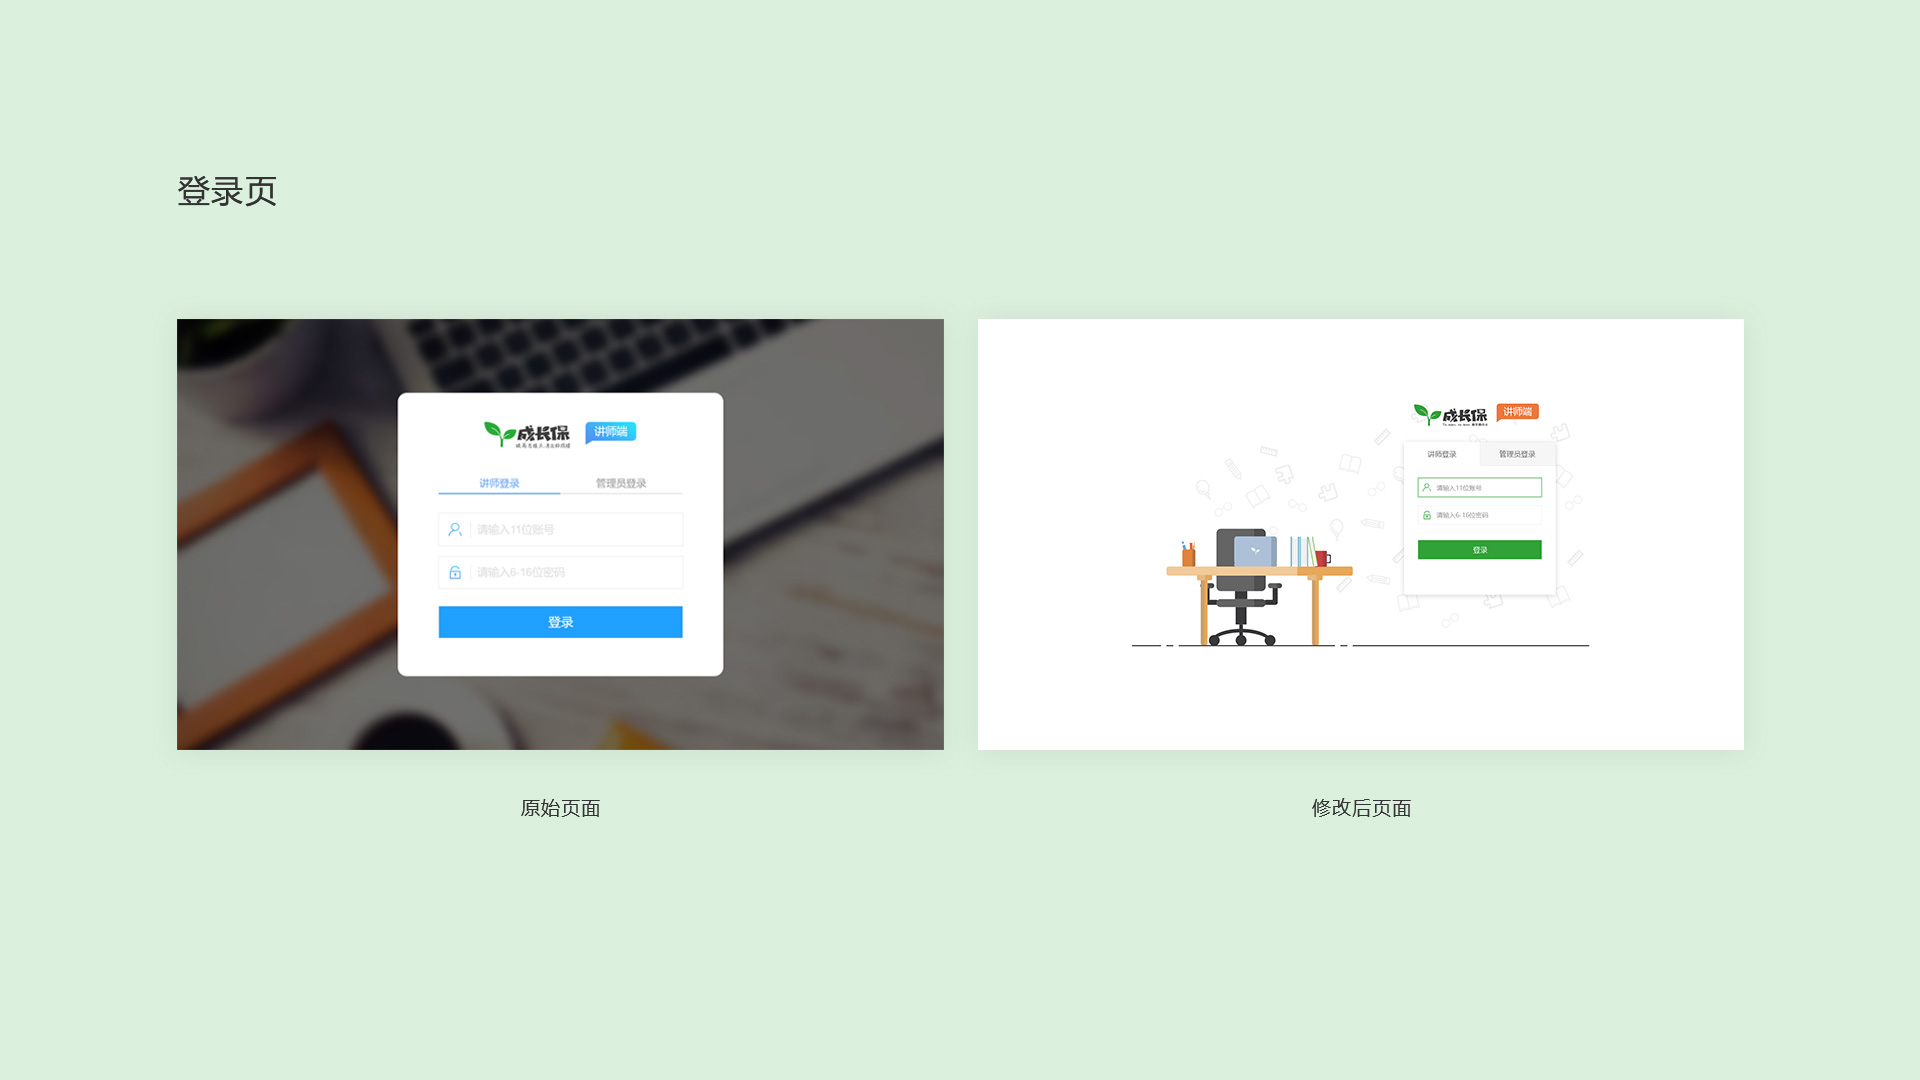 登录页
成长保
讲师端
讲师登录
管理员登录
请输入11位账号
请输入6-16位密码
登录
成长保
讲师端
讲师登录
管理员登录
请输入11位账号
请输入6-16位密码
登录
原始页面
修改后页面